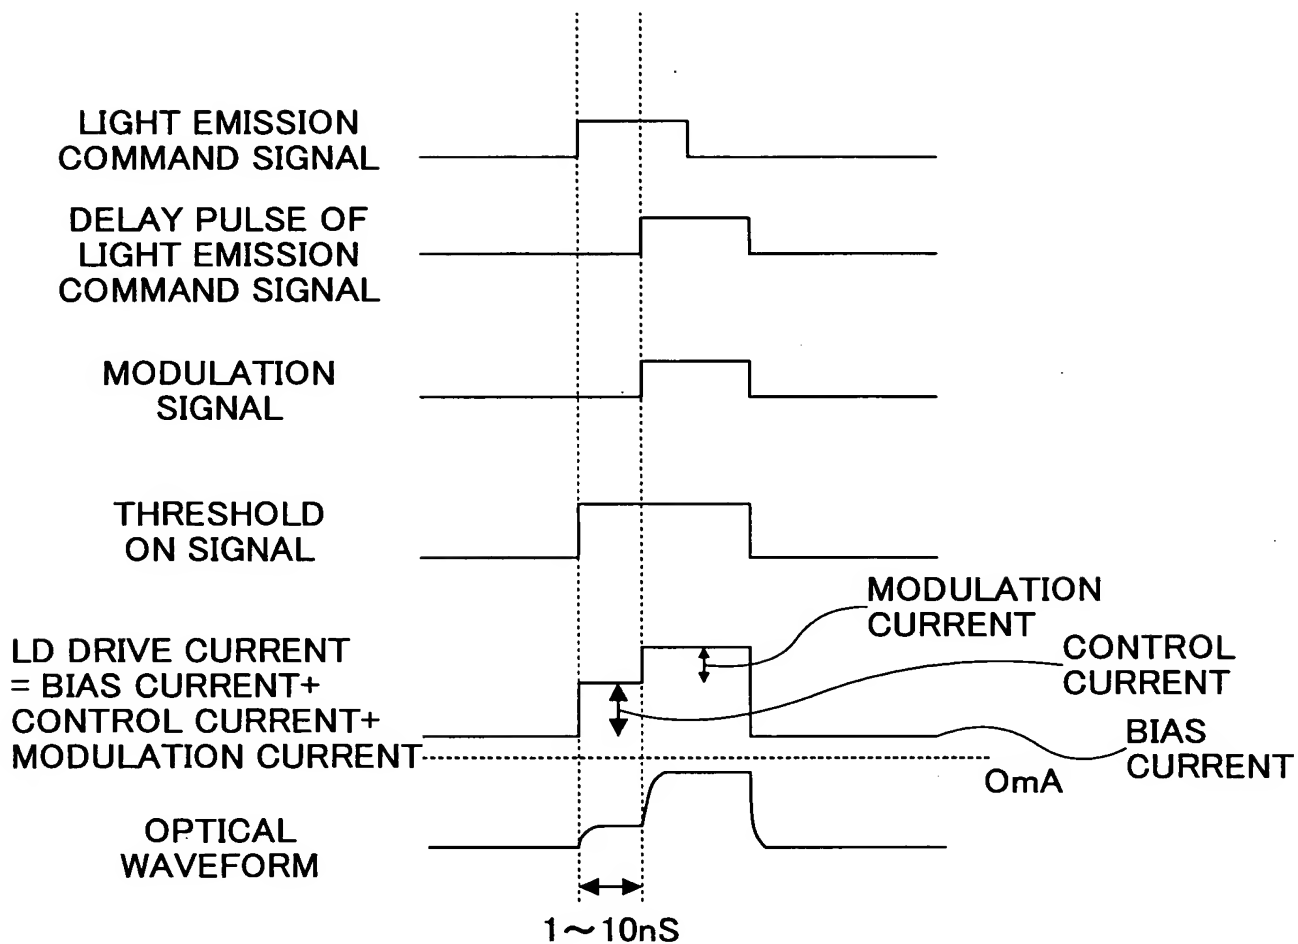 LIGHT EMISSION
COMMAND SIGNAL
DELAY PULSE OF
LIGHT EMISSION
COMMAND SIGNAL
MODULATION
SIGNAL
THRESHOLD
ON SIGNAL
MODULATION
CURRENT
LD DRIVE CURRENT
= BIAS CURRENT+
CONTROL CURRENT+
MODULATION CURRENT
CONTROL
CURRENT
BIAS
CURRENT
OmA
OPTICAL
WAVEFORM
1～10nS